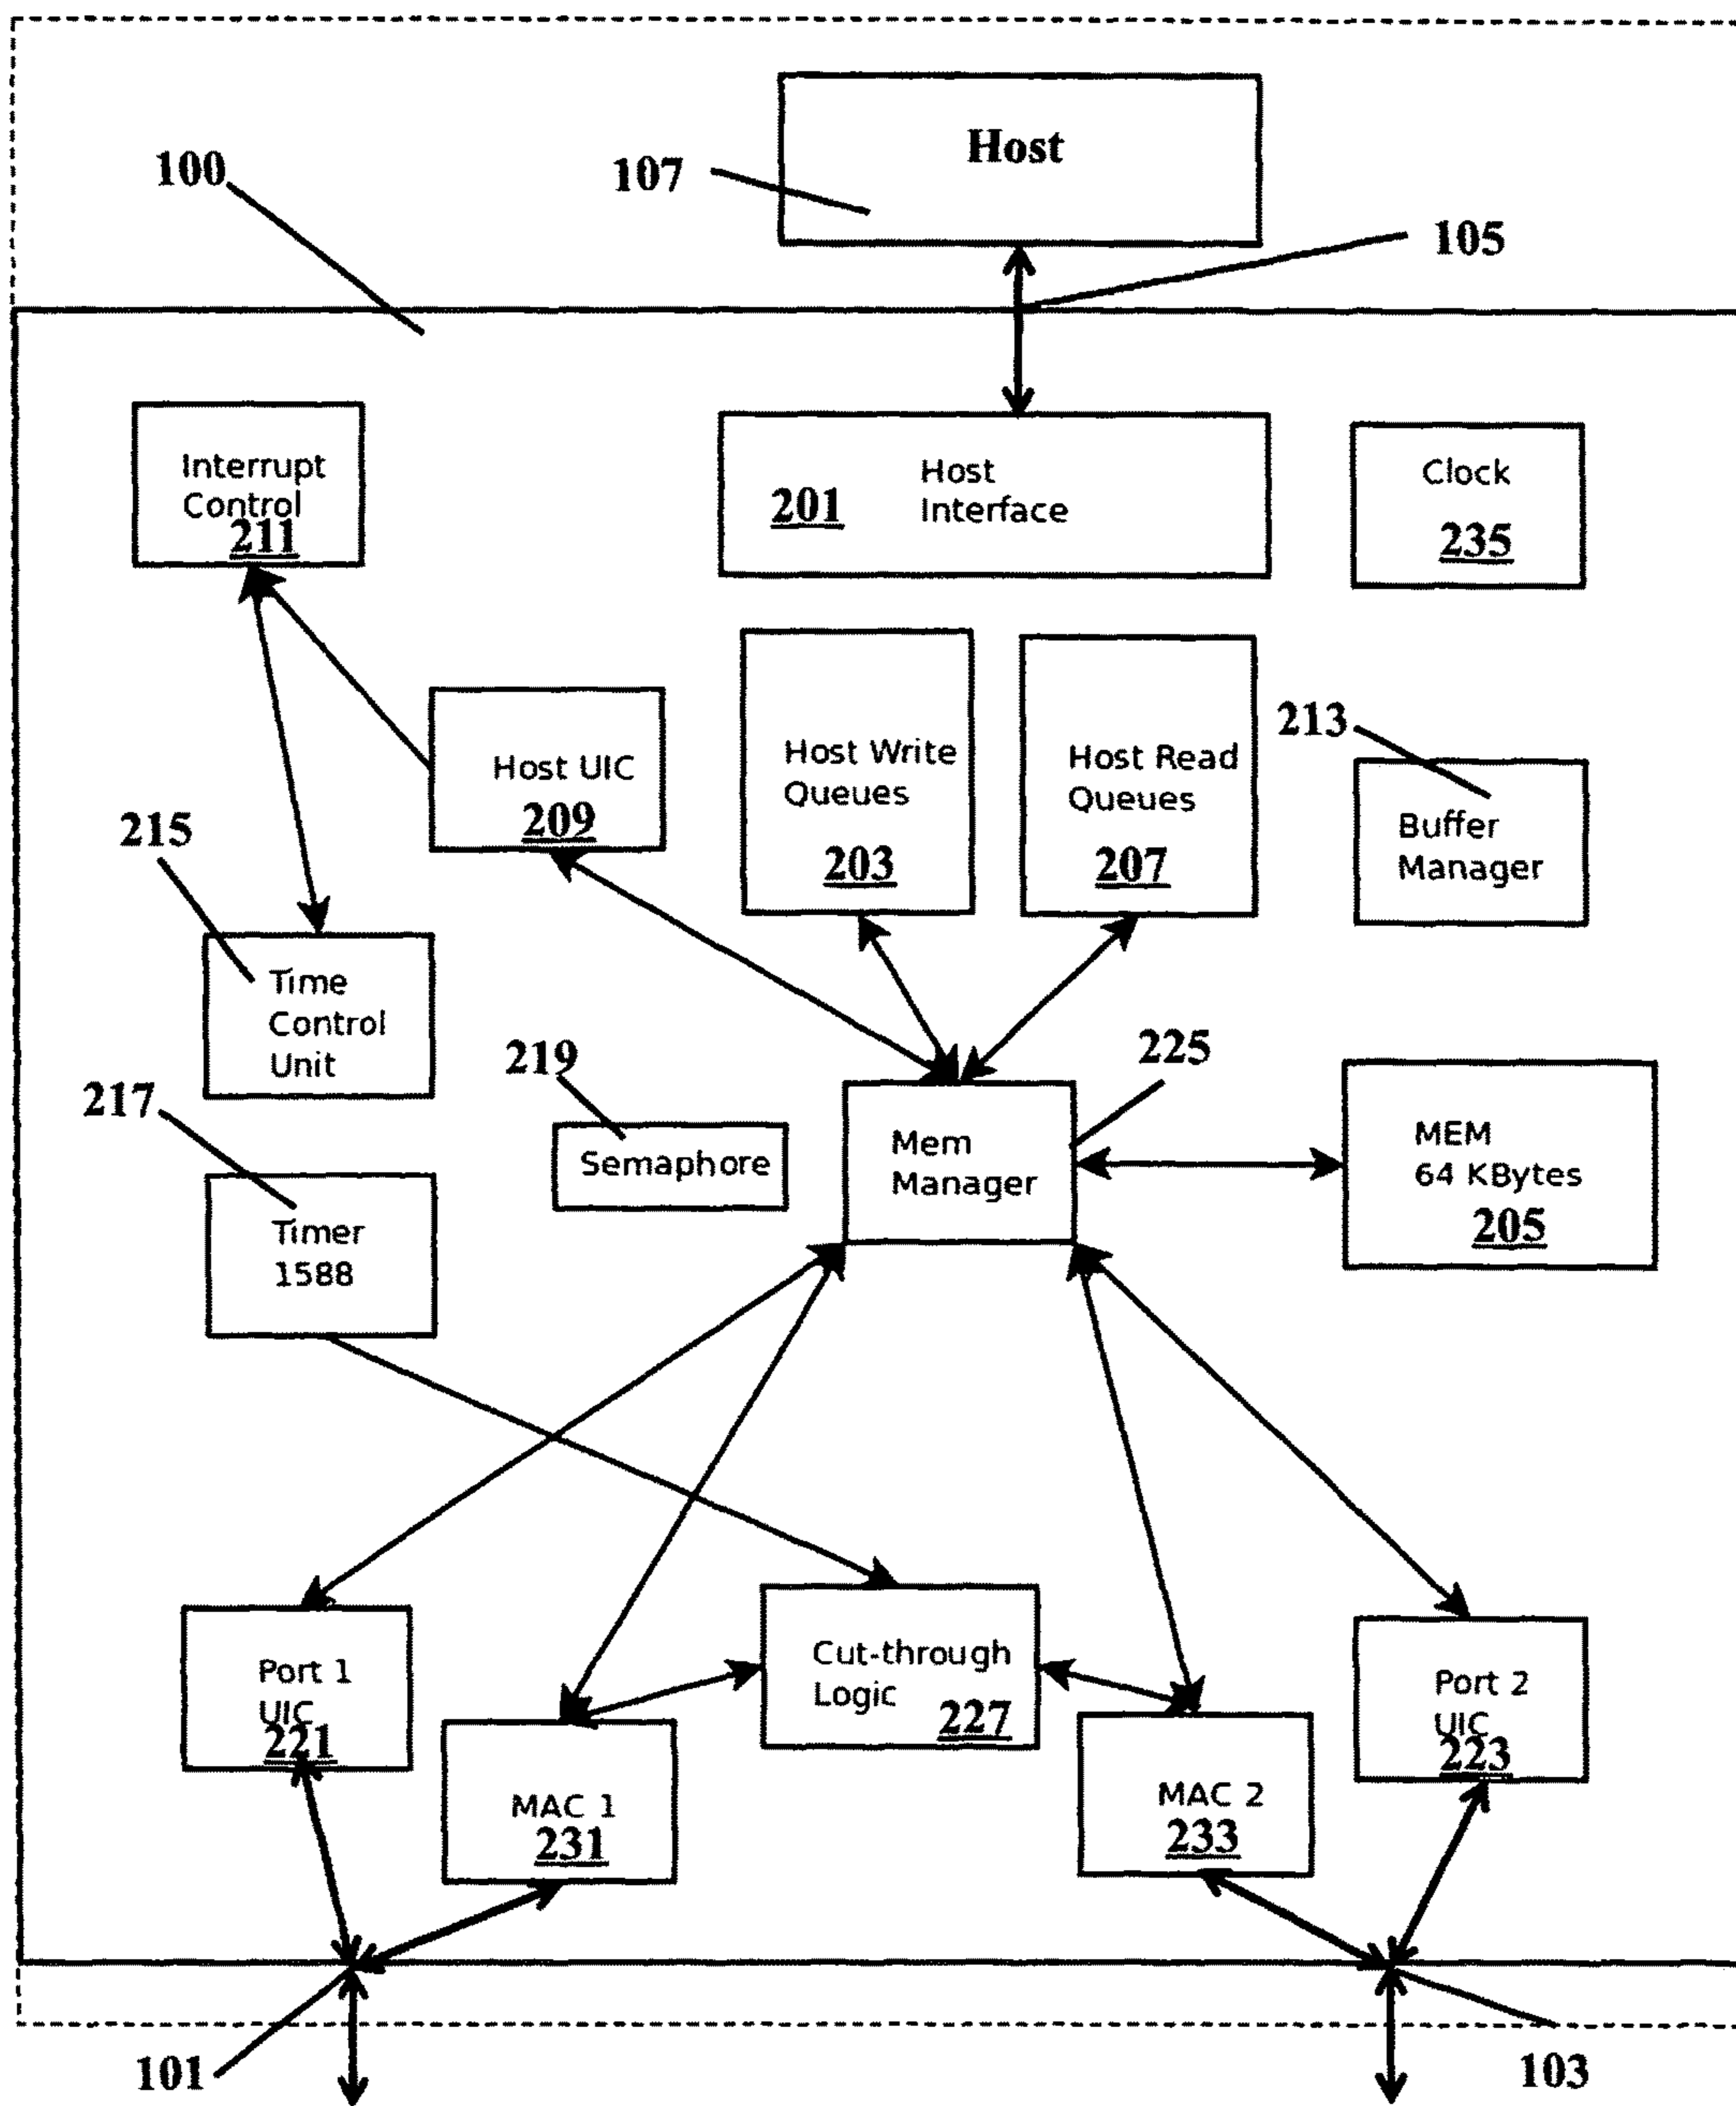 Host
100
107
105
Interrupt
Control
211
201
Host
Interface
Clock
235
Host UIC
209
Host Write
Queues
203
Host Read
Queues
207
213
Buffer
Manager
215
Time
Control
Unit
219
225
217
Semaphore
Mem
Manager
MEM
64 KBytes
205
Timer
1588
Port 1
UIC
221
MAC 1
231
Cut-through
Logic
227
MAC 2
233
Port 2
UIC
223
101
103